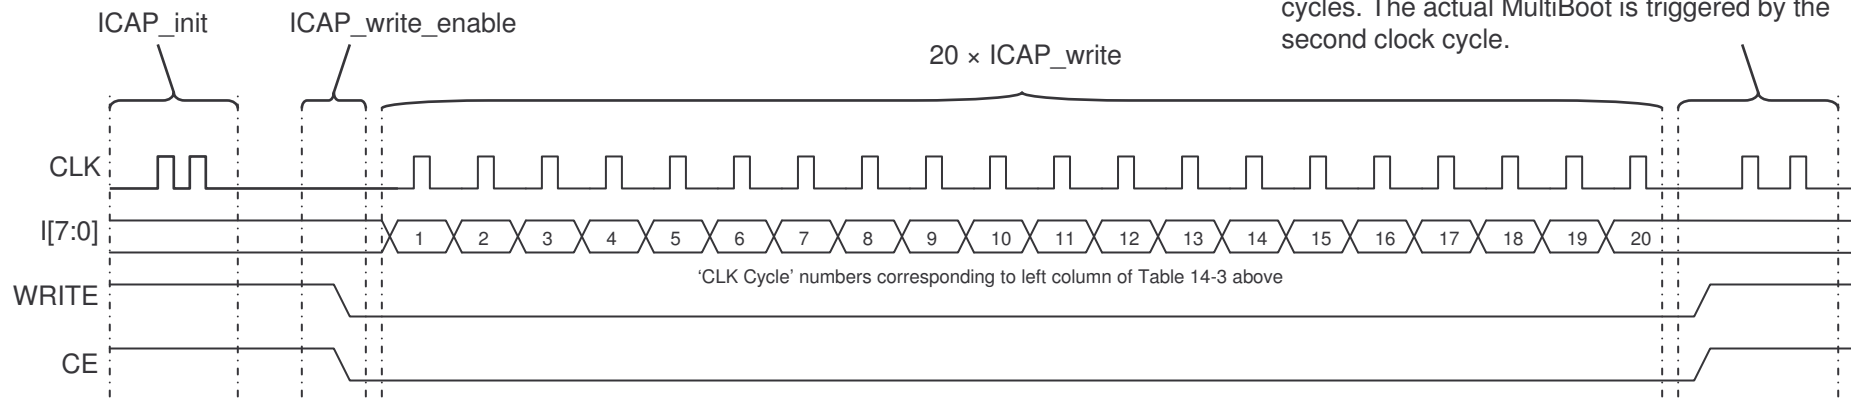 cycles. The actual MultiBoot is triggered by the
second clock cycle.
ICAP_init
ICAP_write_enable
20 × ICAP_write
CLK
I[7:0]
1 2 3 4 5 6 7 8 9 10 11 12 13 14 15 16 17 18 19 20
'CLK Cycle' numbers corresponding to left column of Table 14-3 above
WRITE
CE